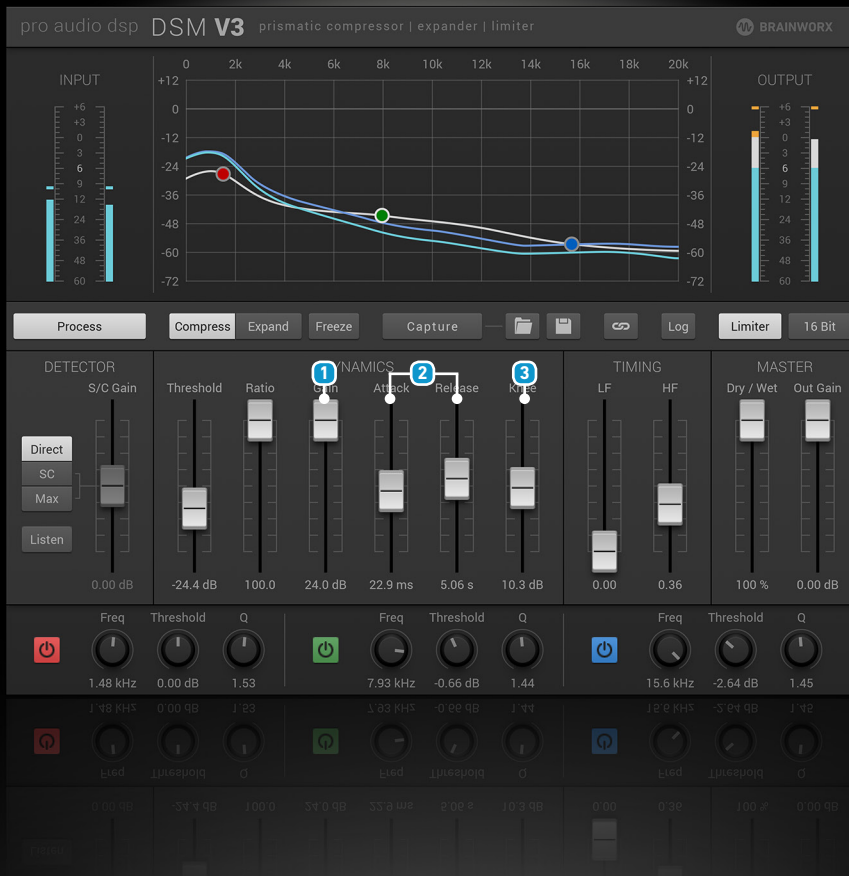 pro audio dsp DSM V3 prismatic compressor | expander | limiter BRAINWORX
INPUT
OUTPUT
0 2k 4k 6k 8k 10k 12k 14k 16k 18k 20k
+12 +12
0 0
-12 -12
-24 -24
-36 -36
-48 -48
-60 -60
-72 -72
+6
+3
0
3
6
9
12
24
36
48
60
+6
+3
0
3
6
9
12
24
36
48
60
Process Compress Expand Freeze Capture Log Limiter 16 Bit
DETECTOR DYNAMICS TIMING MASTER
1 2 3
S/C Gain Threshold Ratio Gain Attack Release Knee LF HF Dry / Wet Out Gain
Direct
SC
Max
Listen
0.00 dB -24.4 dB 100.0 24.0 dB 22.9 ms 5.06 s 10.3 dB 0.00 0.36 100 % 0.00 dB
Freq Threshold Q Freq Threshold Q Freq Threshold Q
1.48 kHz 0.00 dB 1.53 7.93 kHz -0.66 dB 1.44 15.6 kHz -2.64 dB 1.45